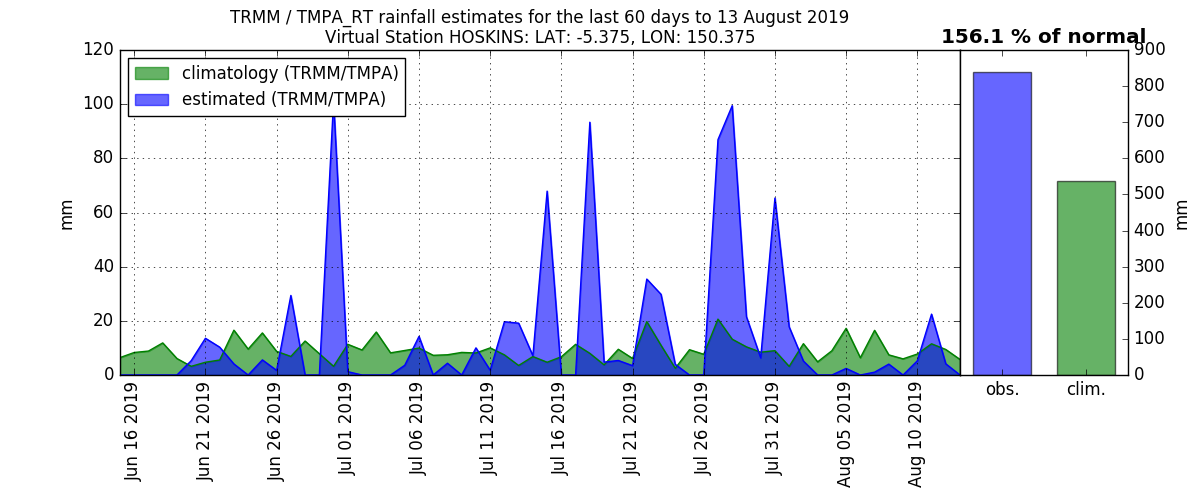 TRMM / TMPA_RT rainfall estimates for the last 60 days to 13 August 2019
Virtual Station HOSKINS: LAT: -5.375, LON: 150.375
156.1 % of normal
climatology (TRMM/TMPA)
estimated (TRMM/TMPA)
120
100
80
60
40
20
0
mm
Jun 16 2019
Jun 21 2019
Jun 26 2019
Jul 01 2019
Jul 06 2019
Jul 11 2019
Jul 16 2019
Jul 21 2019
Jul 26 2019
Jul 31 2019
Aug 05 2019
Aug 10 2019
900
800
700
600
500
400
300
200
100
0
mm
obs.
clim.